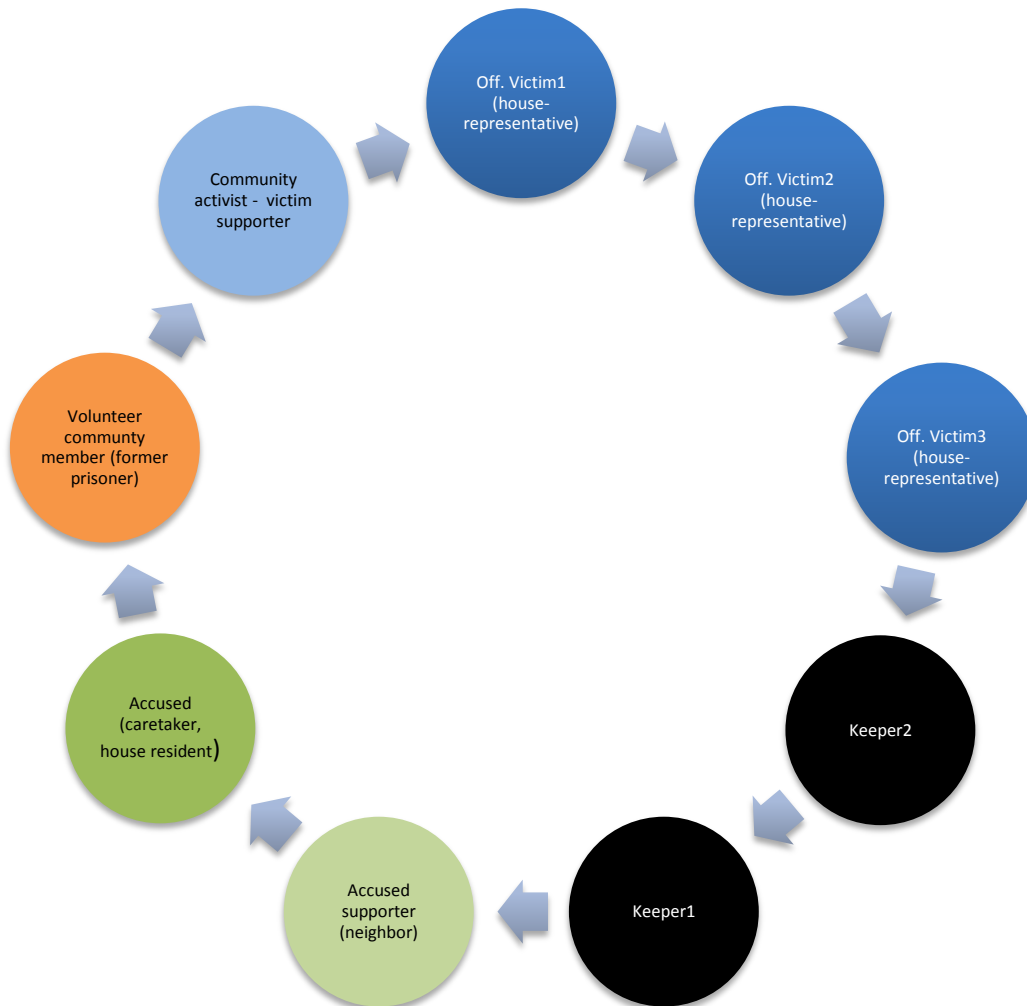 Off. Victim1
(house-
representative)
Off. Victim2
(house-
representative)
Off. Victim3
(house-
representative)
Keeper2
Keeper1
Accused
supporter
(neighbor)
Accused
(caretaker,
house resident)
Volunteer
communty
member (former
prisoner)
Community
activist - victim
supporter